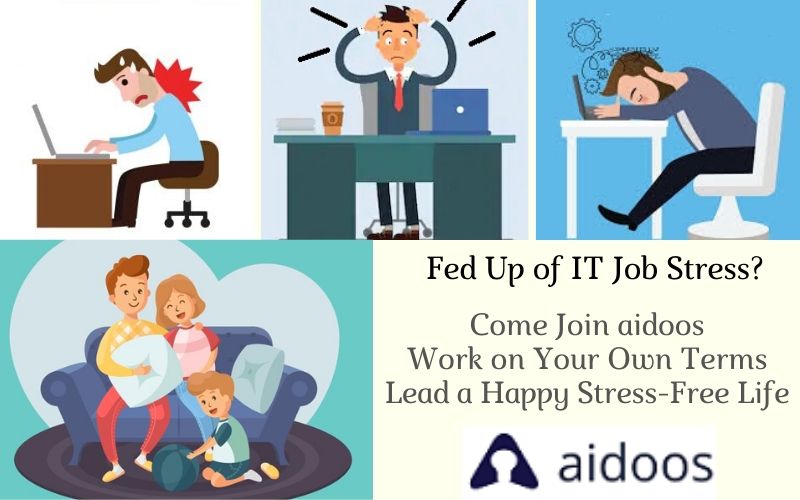 Fed Up of IT Job Stress?
Come Join aidoos
Work on Your Own Terms
Lead a Happy Stress-Free Life
aidoos